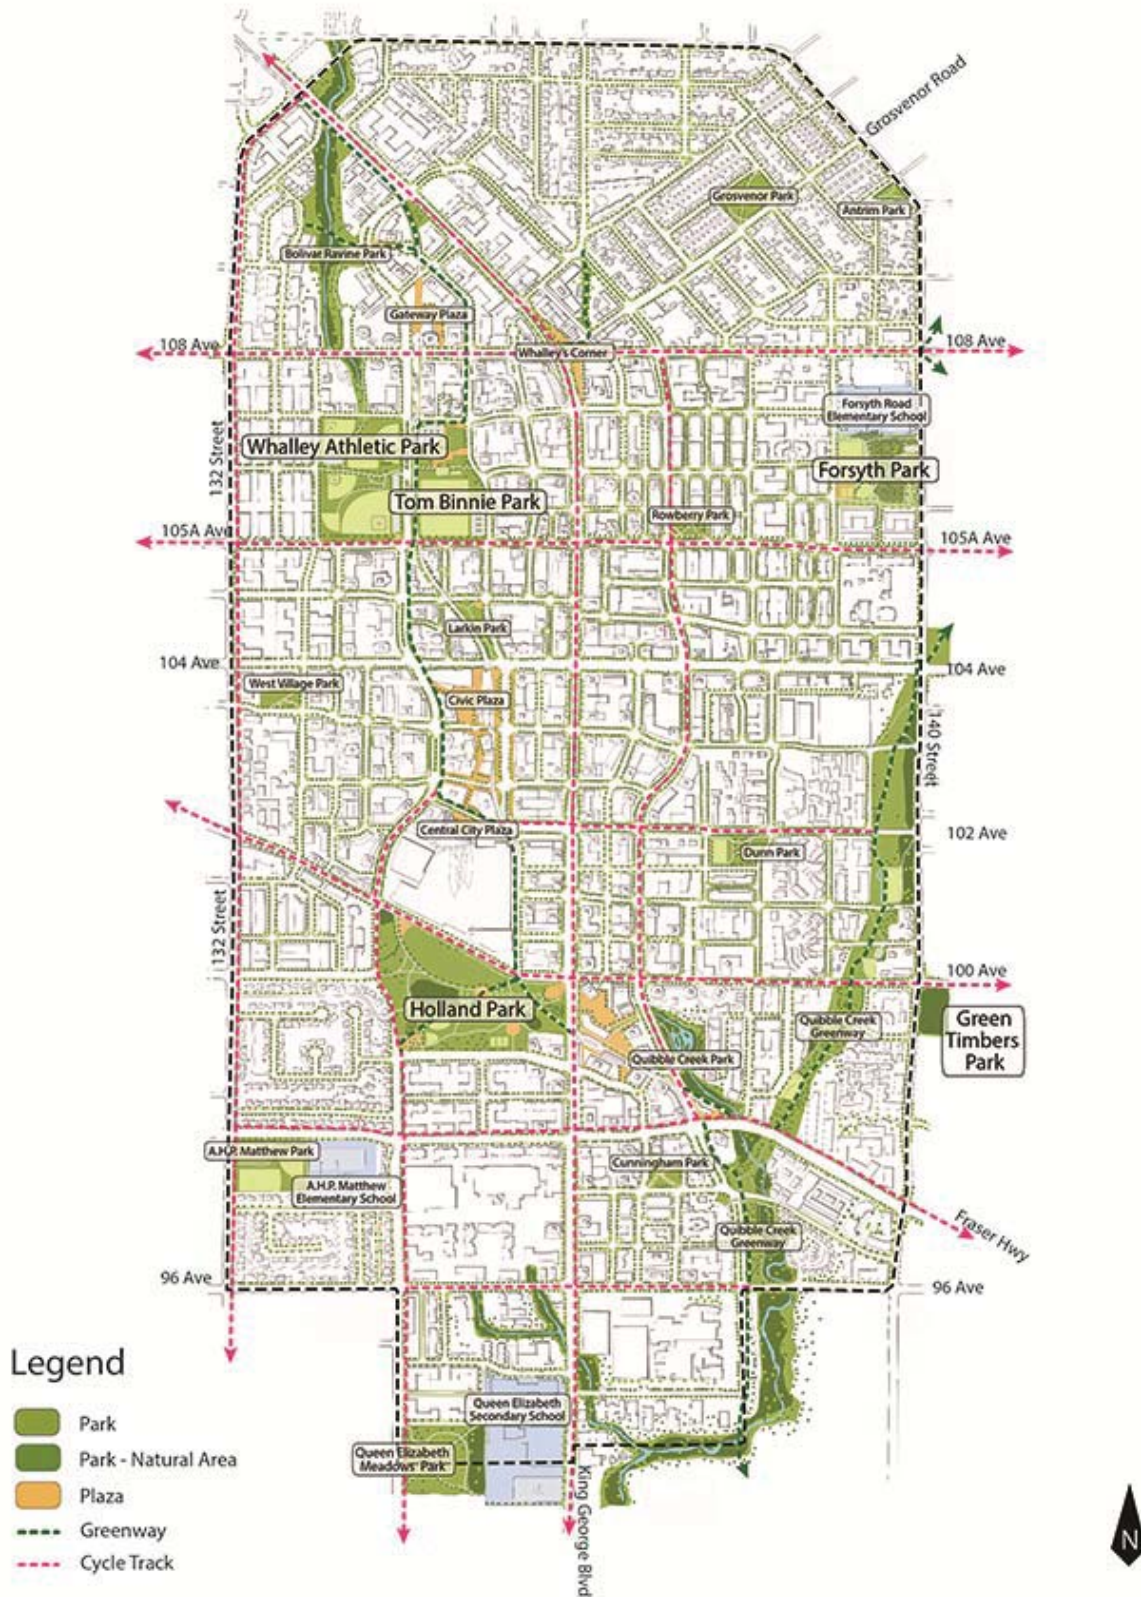 Grosvenor Road
Grosvenor Park
Antrim Park
Bolivar Ravine Park
Gateway Plaza
108 Ave
Whalley's Corner
108 Ave
Forsyth Road
Elementary School
132 Street
Whalley Athletic Park
Forsyth Park
Tom Binnie Park
Rowberry Park
105A Ave
105A Ave
Larkin Park
104 Ave
104 Ave
West Village Park
Civic Plaza
140 Street
Central City Plaza
102 Ave
Dunn Park
132 Street
100 Ave
Holland Park
Quibble Creek
Greenway
Green
Timbers
Park
Quibble Creek Park
A.H.P. Matthew Park
A.H.P. Matthew
Elementary School
Cunningham Park
Quibble Creek
Greenway
Fraser Hwy
96 Ave
96 Ave
Queen Elizabeth
Secondary School
Queen Elizabeth
Meadows Park
King George Blvd
Legend
Park
Park - Natural Area
Plaza
Greenway
Cycle Track
N